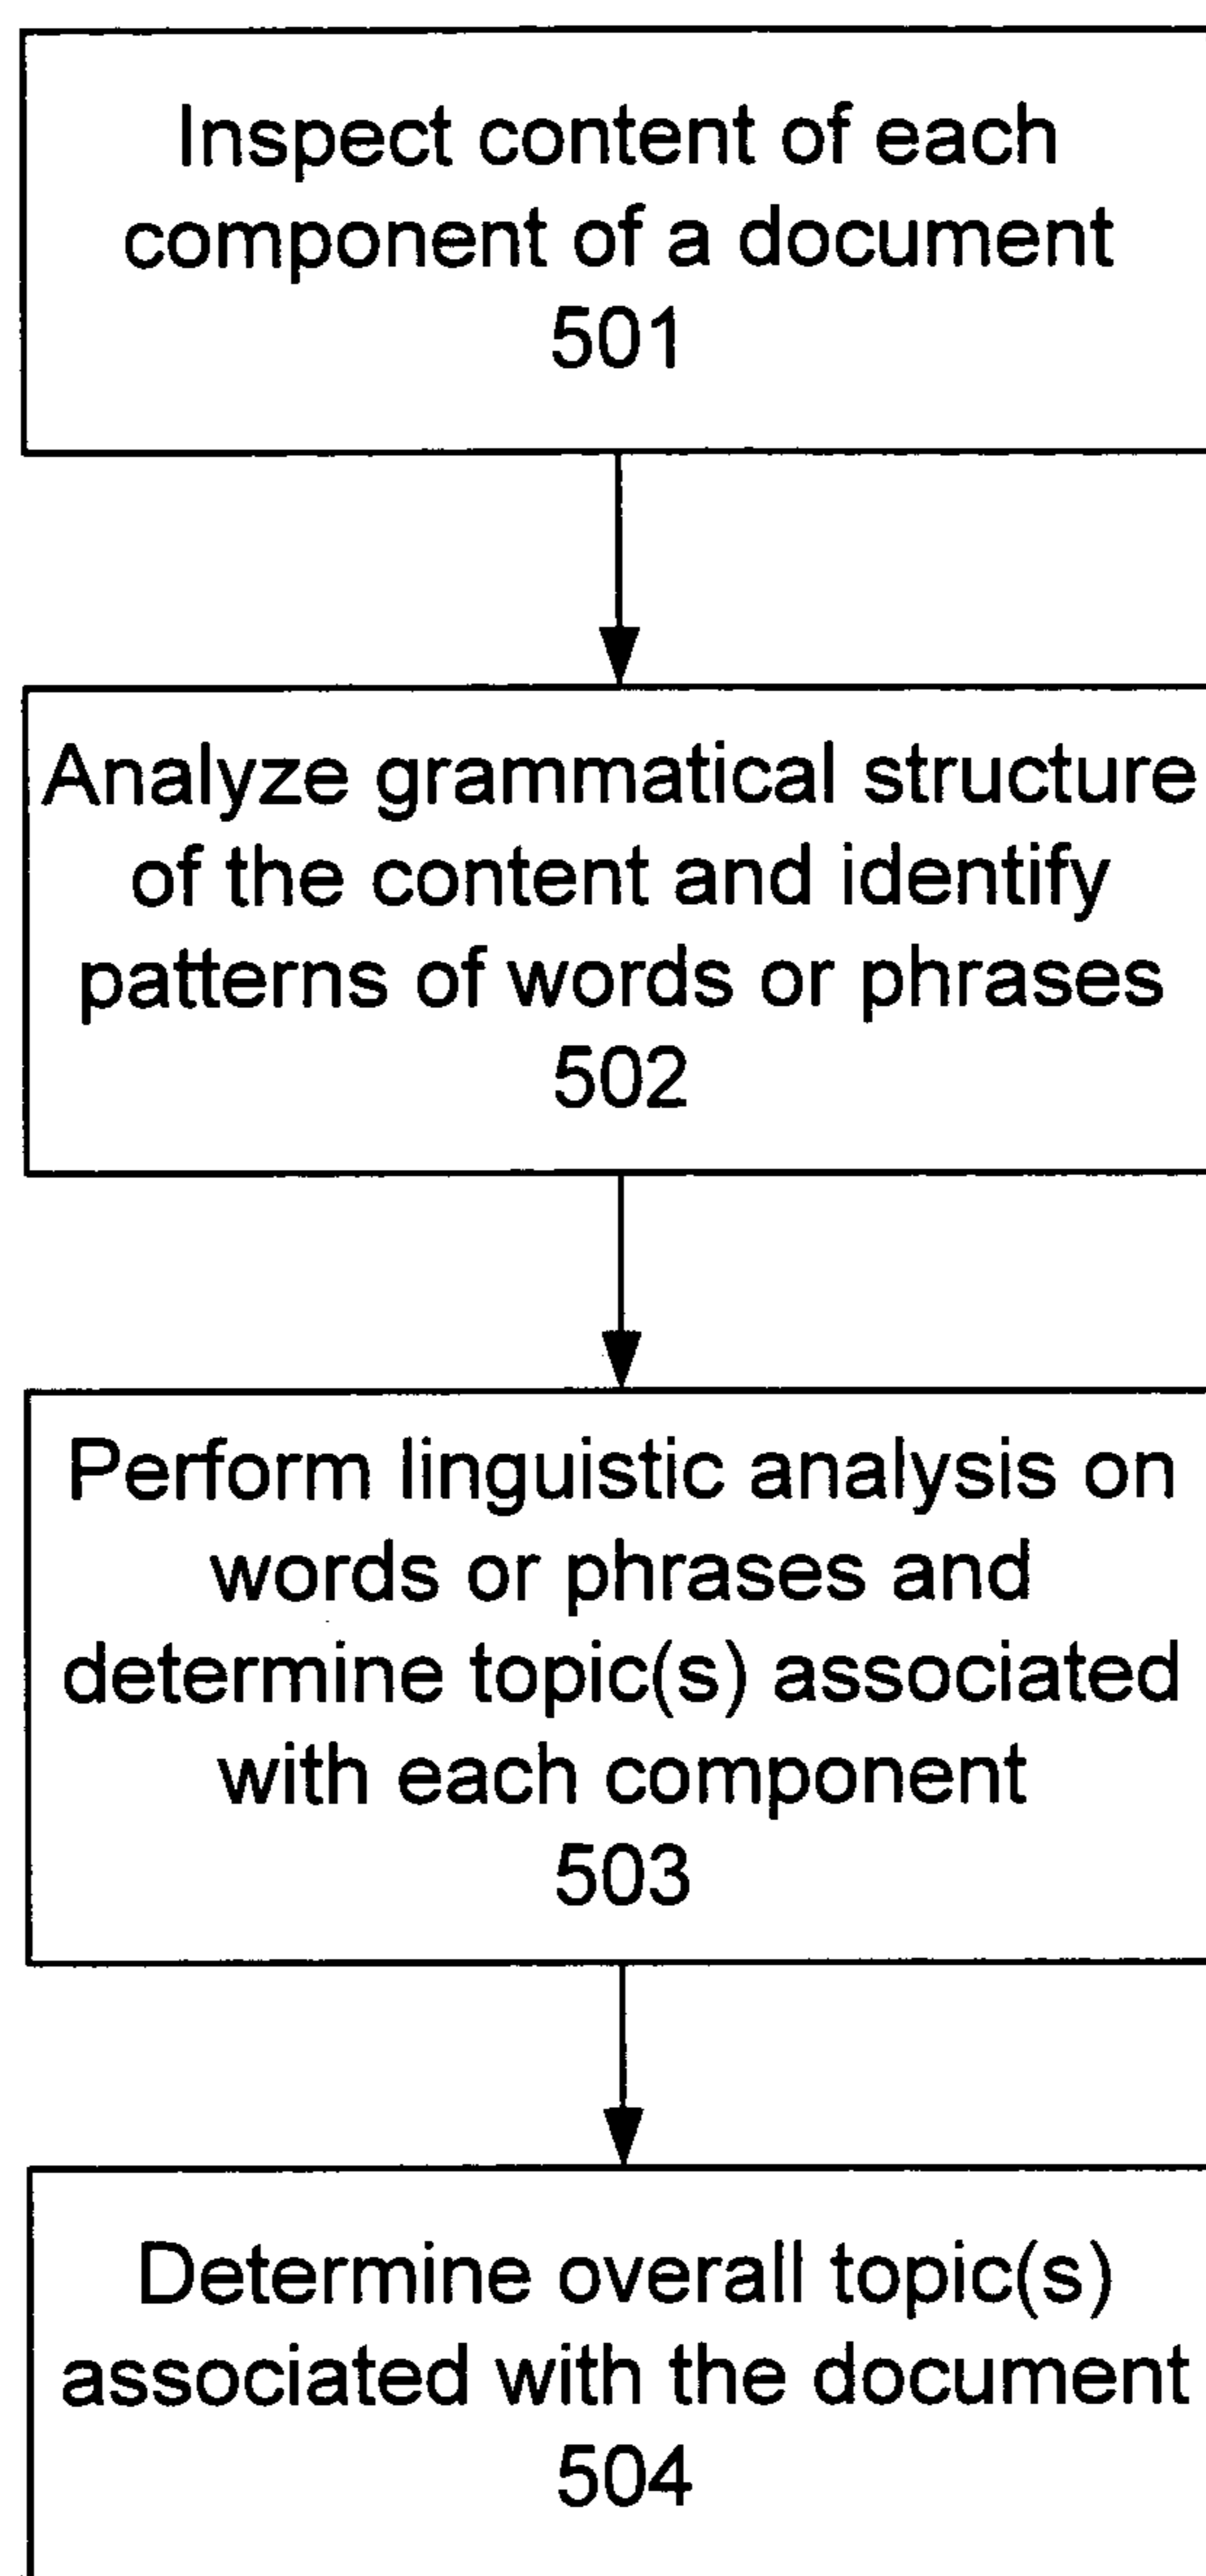 Inspect content of each
component of a document
501
Analyze grammatical structure
of the content and identify
patterns of words or phrases
502
Perform linguistic analysis on
words or phrases and
determine topic(s) associated
with each component
503
Determine overall topic(s)
associated with the document
504